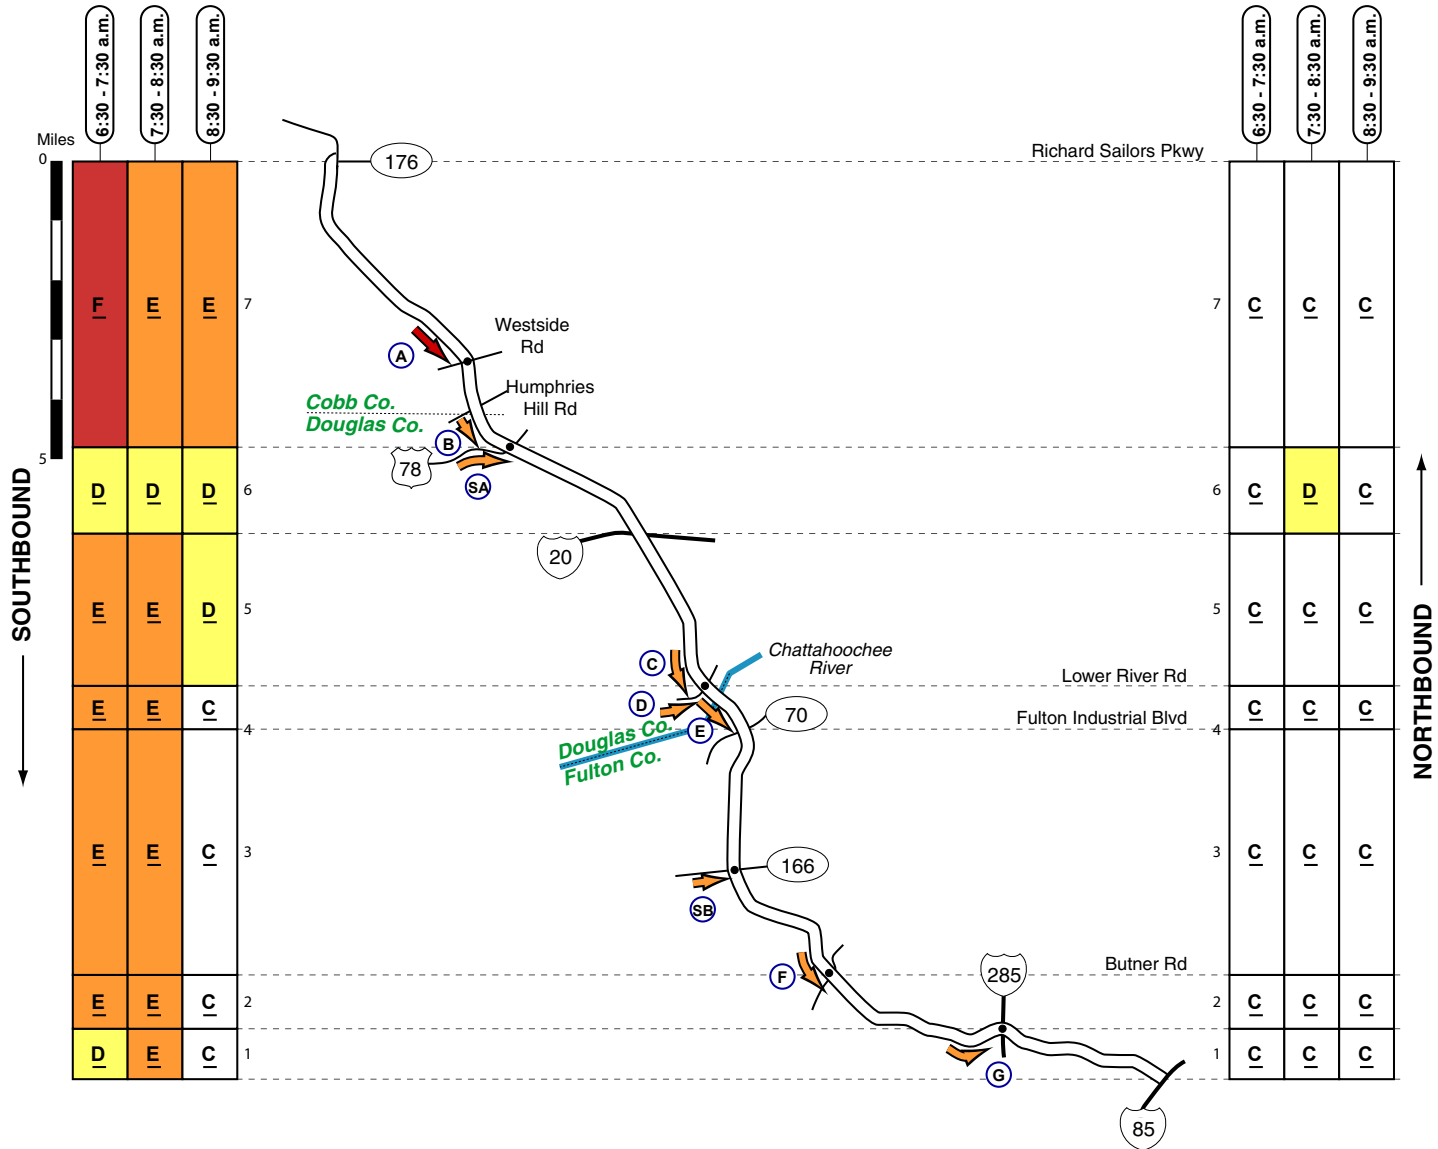 6:30 - 7:30 a.m.
7:30 - 8:30 a.m.
8:30 - 9:30 a.m.
6:30 - 7:30 a.m.
7:30 - 8:30 a.m.
8:30 - 9:30 a.m.
Miles
0
5
SOUTHBOUND
NORTHBOUND
F E E 7
D D D 6
E E D 5
E E C
4
E E C 3
E E C 2
D E C 1
176
Westside
Rd
A
Humphries
Hill Rd
Cobb Co.
Douglas Co.
B
78
SA
20
C
Chattahoochee
River
D
E
70
Douglas Co.
Fulton Co.
166
SB
F
285
G
85
Richard Sailors Pkwy
Lower River Rd
Fulton Industrial Blvd
Butner Rd
7 C C C
6 C D C
5 C C C
C C C
4
3 C C C
2 C C C
1 C C C